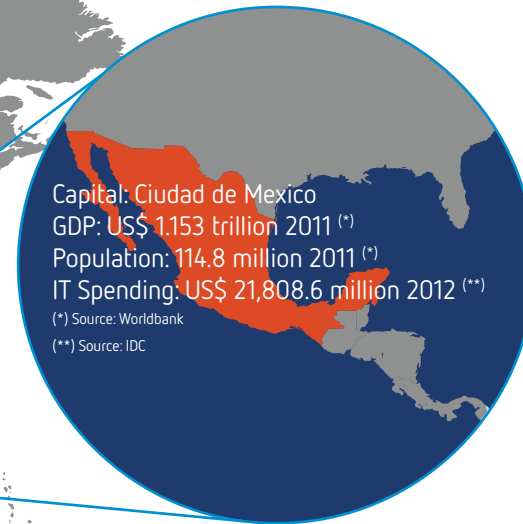 Capital: Ciudad de Mexico
GDP: US$ 1.153 trillion 2011 (*)
Population: 114.8 million 2011 (*)
IT Spending: US$ 21,808.6 million 2012 (**)
(*) Source: Worldbank
(**) Source: IDC